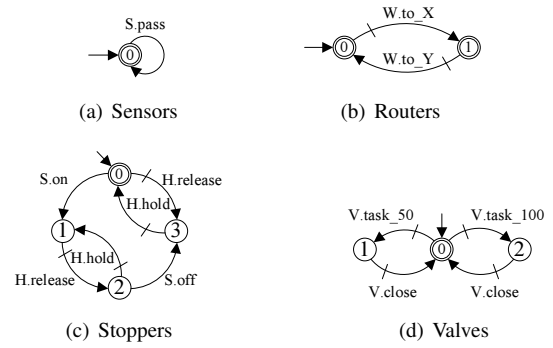 S.pass
0
(a) Sensors
W.to_X
0
1
W.to_Y
(b) Routers
S.on
0
H.release
H.hold
1
3
H.hold
H.release
2
S.off
(c) Stoppers
V.task_50
V.task_100
1
0
2
V.close
V.close
(d) Valves